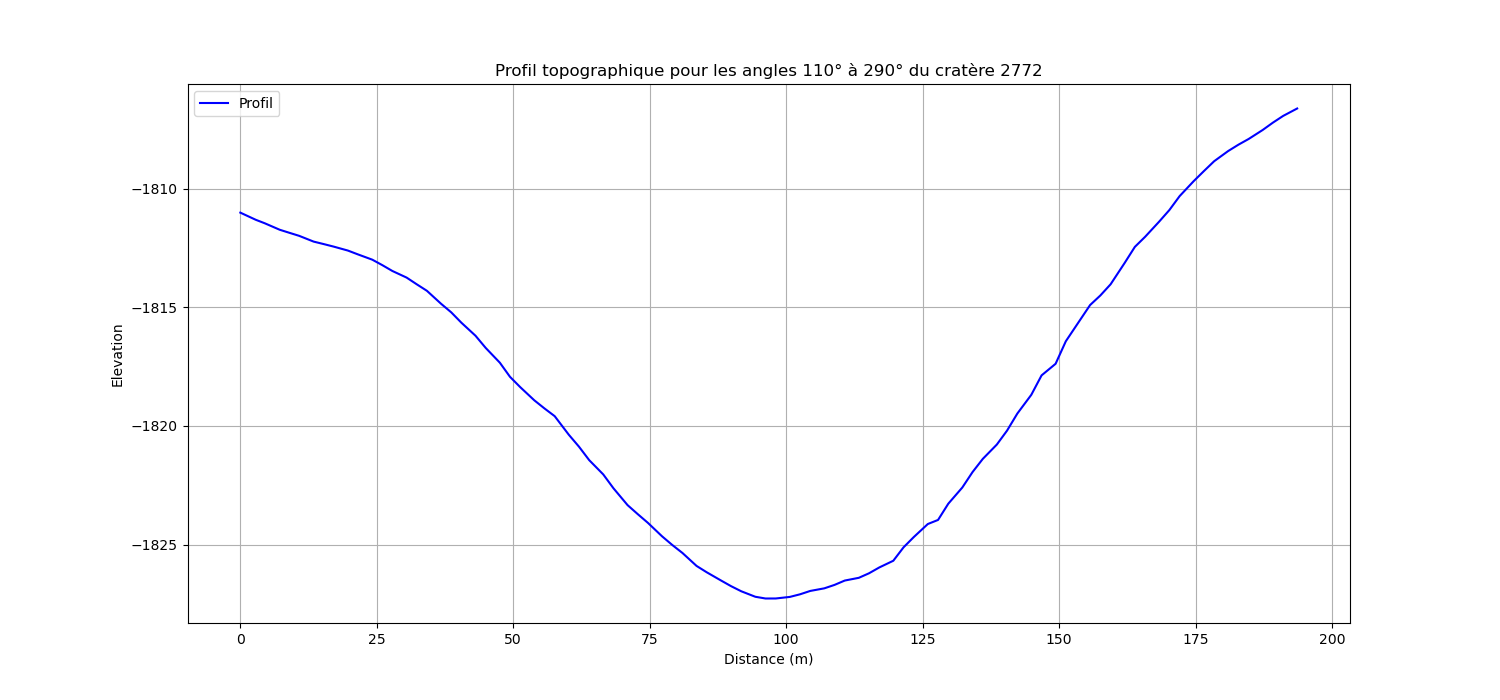 Profil topographique pour les angles 110° à 290° du cratère 2772
Profil
−1810
−1815
−1820
−1825
Elevation
0 25 50 75 100 125 150 175 200
Distance (m)